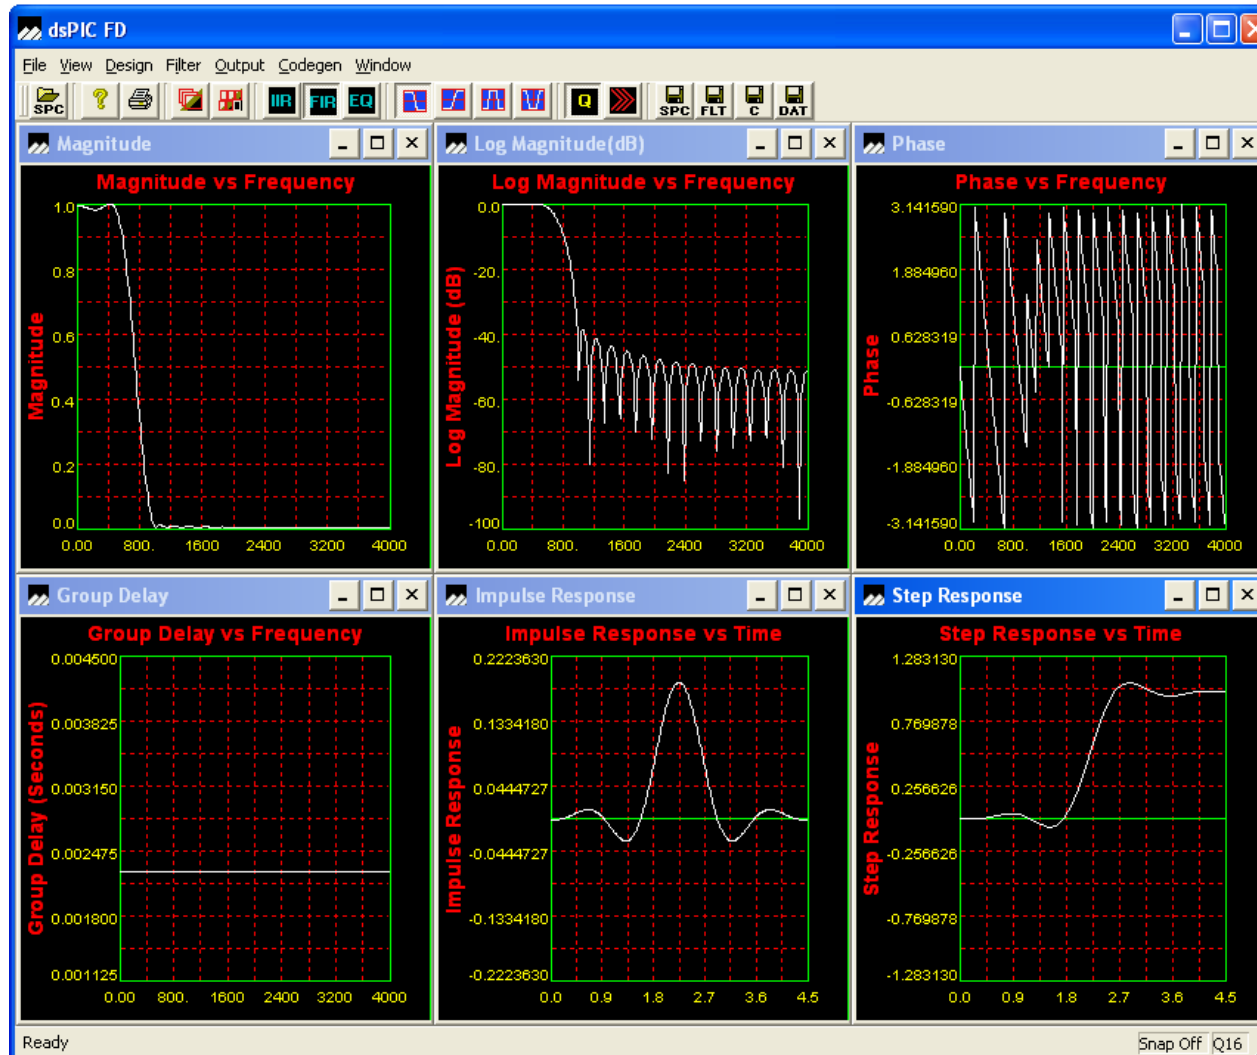 dsPIC FD
File View Design Filter Output Codegen Window
SPC ? IIR FIR EQ Q SPC FLT C DAT
Magnitude
Magnitude vs Frequency
Magnitude
1.0
0.8
0.6
0.4
0.2
0.0
0.00 800. 1600 2400 3200 4000
Log Magnitude(dB)
Log Magnitude vs Frequency
Log Magnitude (dB)
0.0
-20.
-40.
-60.
-80.
-100
0.00 800. 1600 2400 3200 4000
Phase
Phase vs Frequency
Phase
3.141590
1.884960
0.628319
-0.628319
-1.884960
-3.141590
0.00 800. 1600 2400 3200 4000
Group Delay
Group Delay vs Frequency
Group Delay (Seconds)
0.004500
0.003825
0.003150
0.002475
0.001800
0.001125
0.00 800. 1600 2400 3200 4000
Impulse Response
Impulse Response vs Time
Impulse Response
0.2223630
0.1334180
0.0444727
-0.0444727
-0.1334180
-0.2223630
0.0 0.9 1.8 2.7 3.6 4.5
Step Response
Step Response vs Time
Step Response
1.283130
0.769878
0.256626
-0.256626
-0.769878
-1.283130
0.0 0.9 1.8 2.7 3.6 4.5
Ready
Snap Off Q16